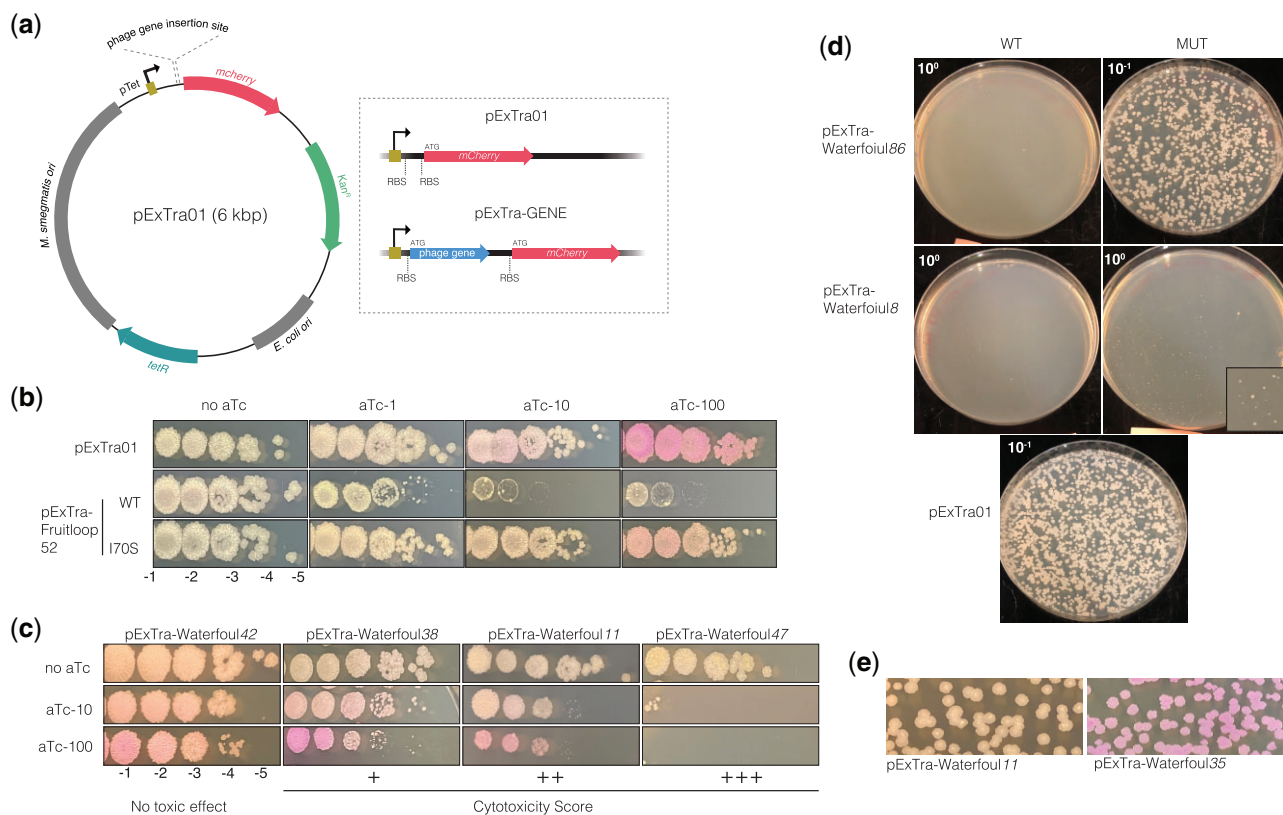 (a)
phage gene insertion site
pTet
mcherry
KanR
E. coli ori
tetR
M. smegmatis ori
pExTra01 (6 kbp)
pExTra01
ATG
mCherry
RBS
RBS
pExTra-GENE
ATG
ATG
phage gene
mCherry
RBS
RBS
(b)
no aTc
aTc-1
aTc-10
aTc-100
pExTra01
pExTra-
Fruitloop
52
WT
I70S
-1
-2
-3
-4
-5
(c)
pExTra-Waterfoul42
pExTra-Waterfoul38
pExTra-Waterfoul11
pExTra-Waterfoul47
no aTc
aTc-10
aTc-100
-1
-2
-3
-4
-5
+
++
+++
No toxic effect
Cytotoxicity Score
(d)
WT
MUT
pExTra-
Waterfoiul86
10⁰
10⁻¹
pExTra-
Waterfoiul8
10⁰
10⁰
pExTra01
10⁻¹
(e)
pExTra-Waterfoul11
pExTra-Waterfoul35